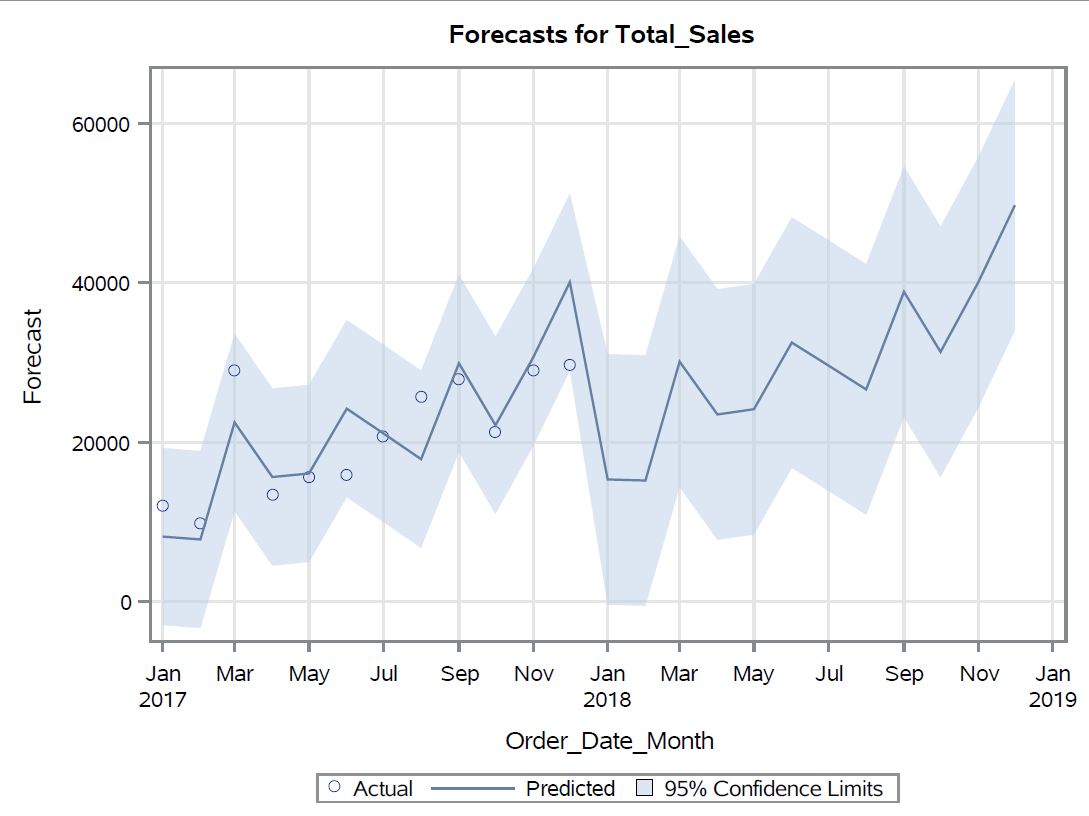 Forecasts for Total_Sales
60000
40000
20000
0
Forecast
Jan Mar May Jul Sep Nov Jan Mar May Jul Sep Nov Jan
2017 2018 2019
Order_Date_Month
Actual Predicted 95% Confidence Limits